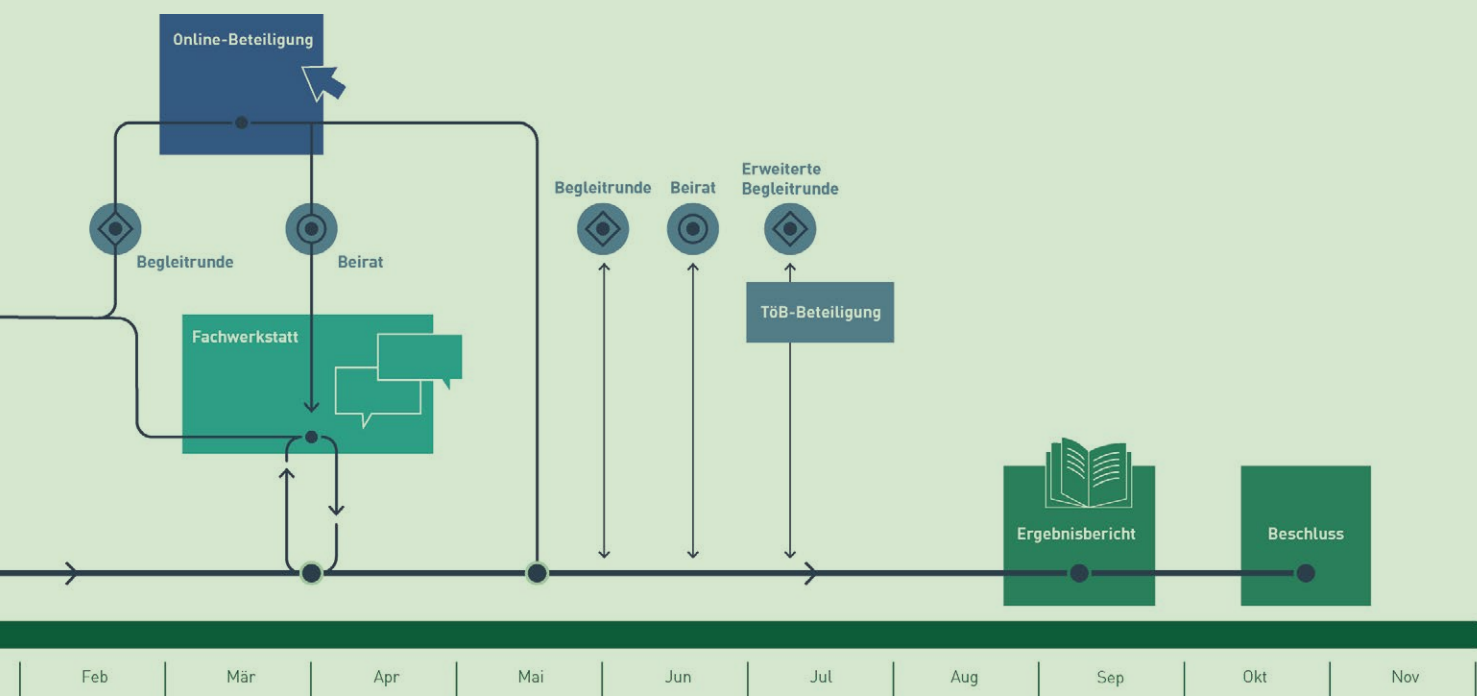 Online-Beteiligung
Begleitrunde
Beirat
Erweiterte
Begleitrunde
Begleitrunde
Beirat
TöB-Beteiligung
Fachwerkstatt
Ergebnisbericht
Beschluss
Feb
Mär
Apr
Mai
Jun
Jul
Aug
Sep
Okt
Nov